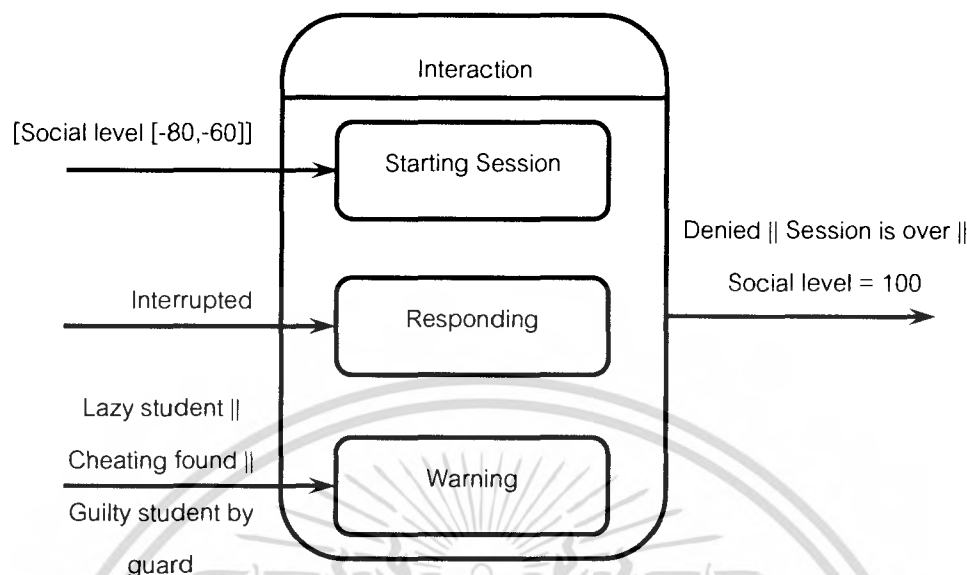 Interaction
[Social level [-80,-60]]
Starting Session
Denied || Session is over ||
Social level = 100
Interrupted
Responding
Lazy student ||
Cheating found ||
Guilty student by
guard
Warning